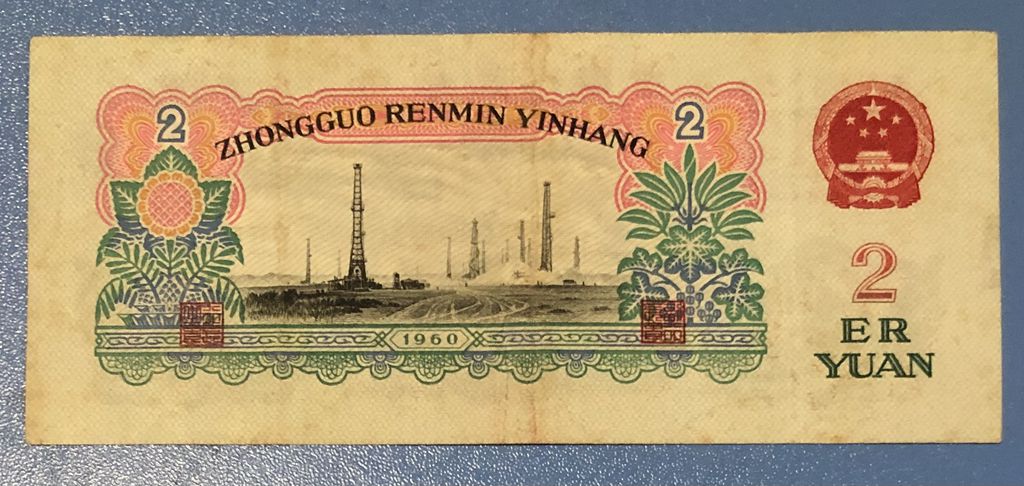 2
2
ZHONGGUO RENMIN YINHANG
1960
2
ER
YUAN